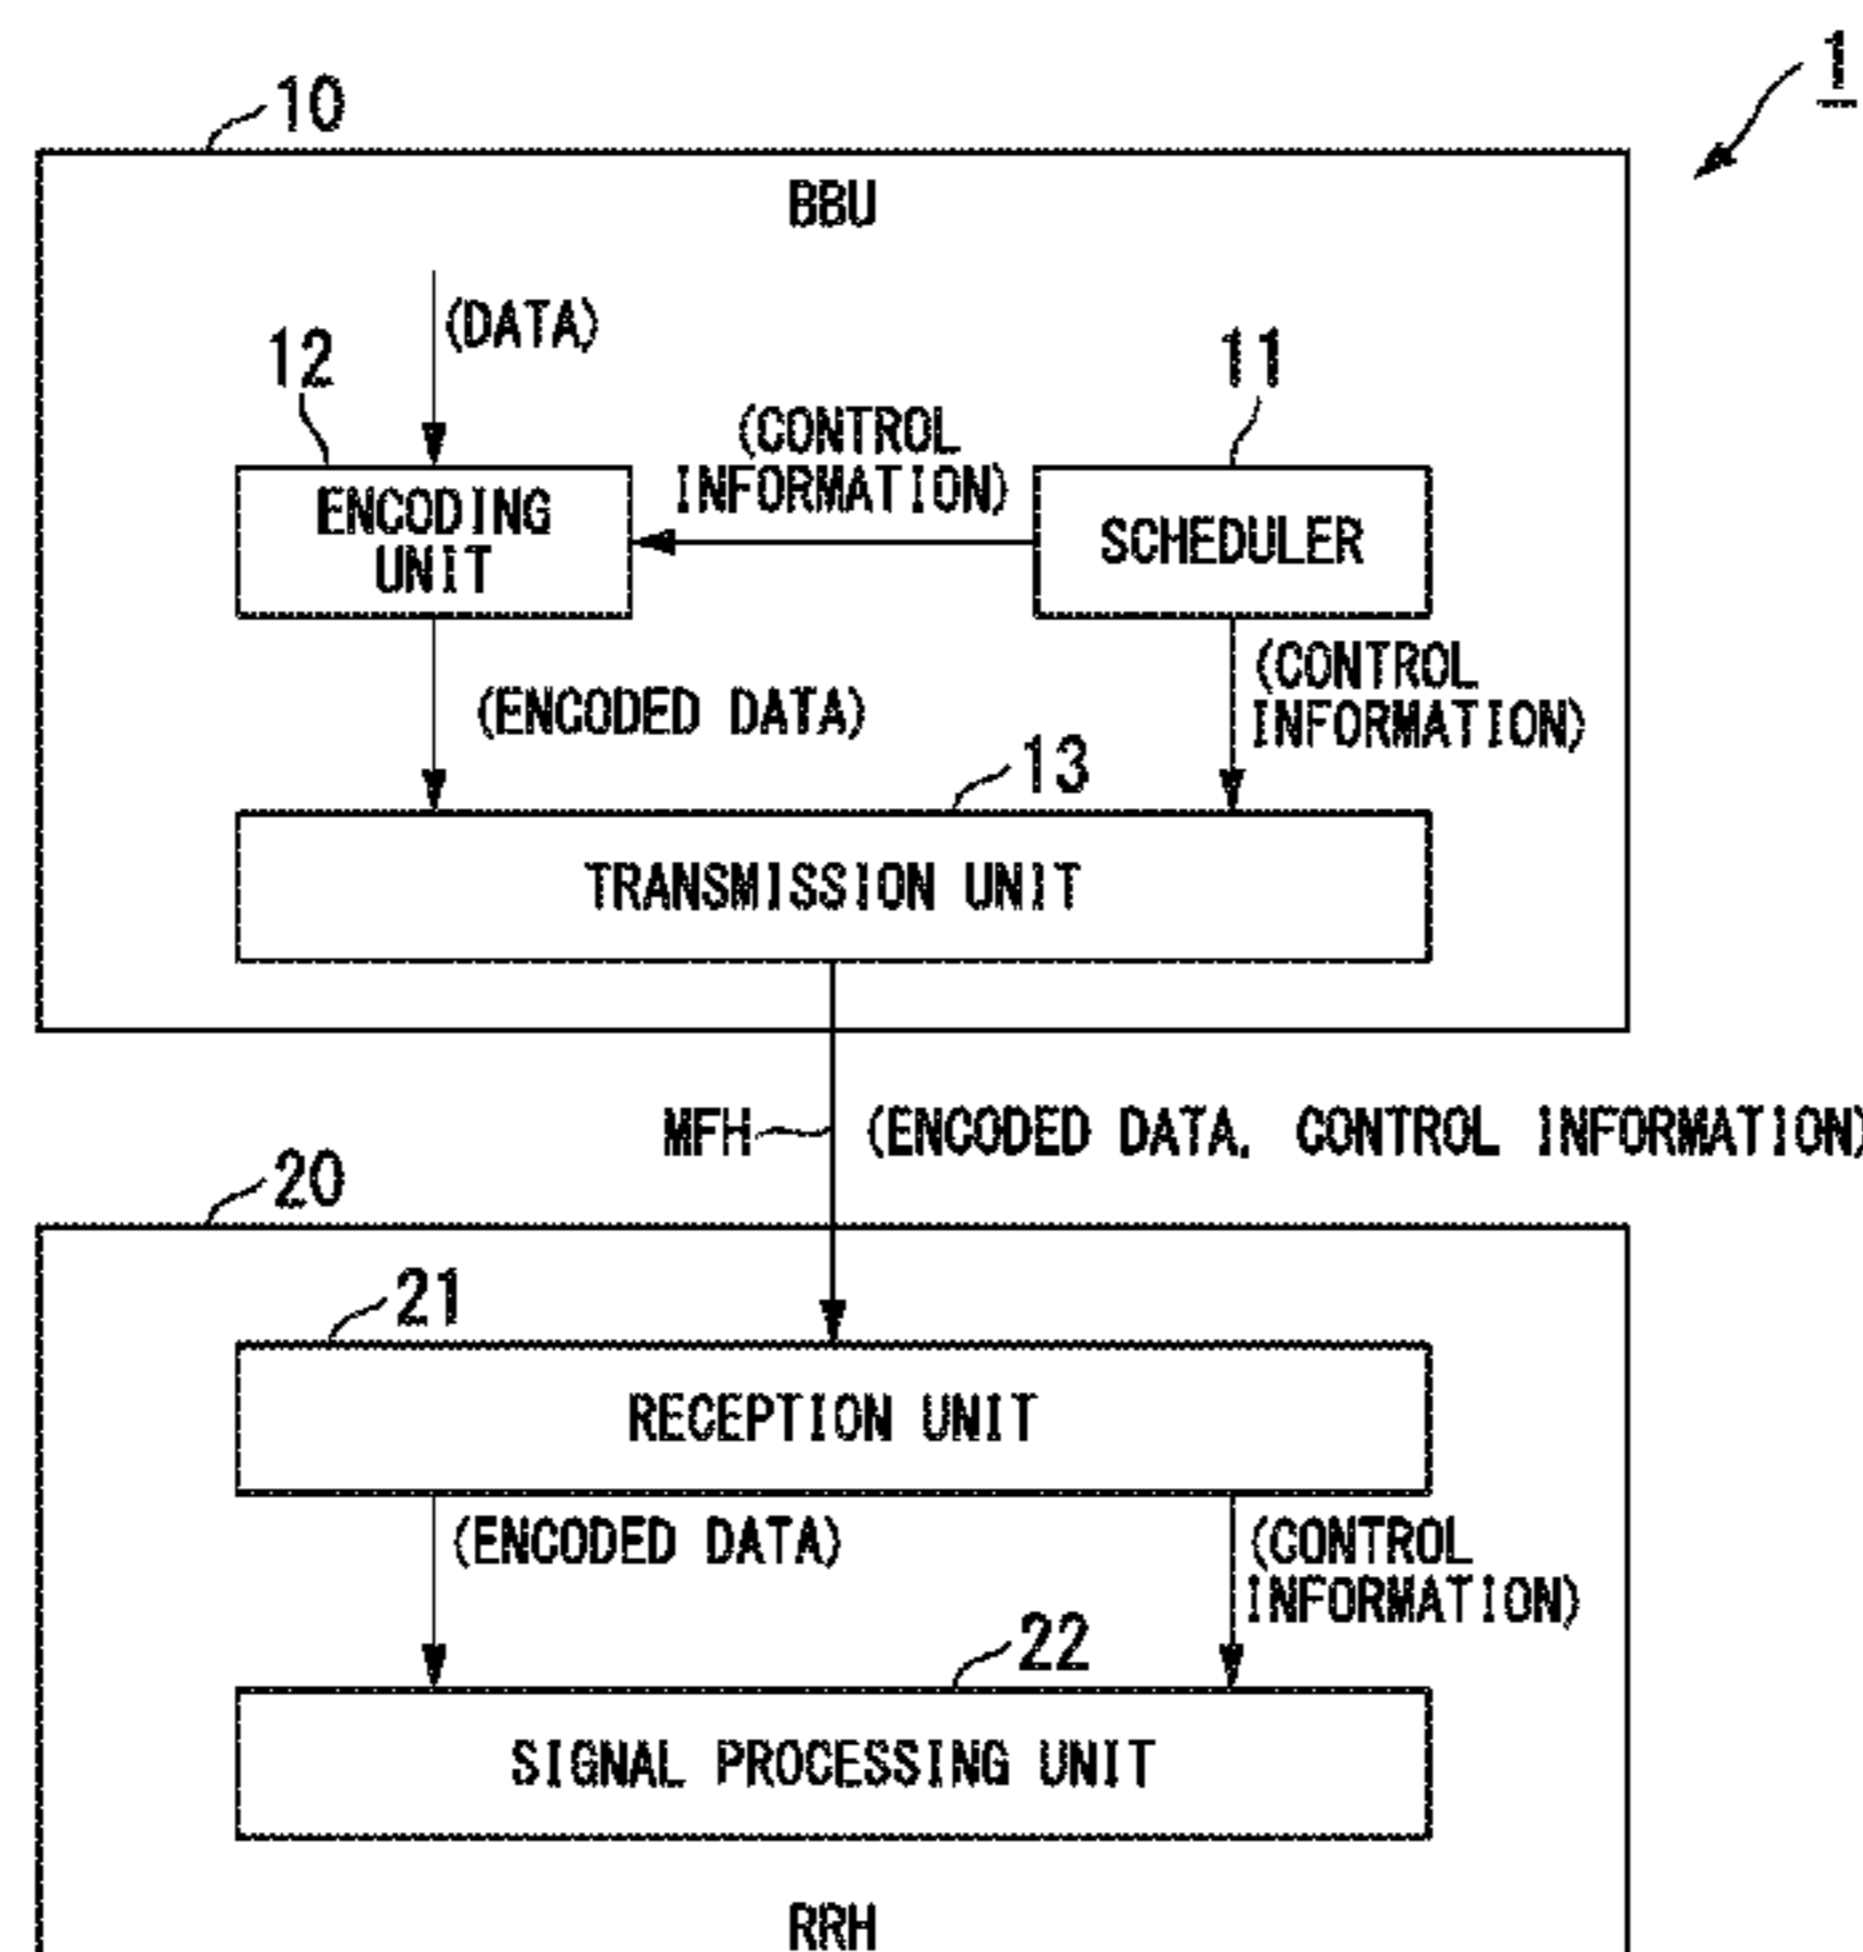 1
10
BBU
(DATA)
12
11
(CONTROL
INFORMATION)
ENCODING
UNIT
SCHEDULER
(ENCODED DATA)
(CONTROL
INFORMATION)
13
TRANSMISSION UNIT
MFH
(ENCODED DATA, CONTROL INFORMATION)
20
21
RECEPTION UNIT
(ENCODED DATA)
(CONTROL
INFORMATION)
22
SIGNAL PROCESSING UNIT
RRH